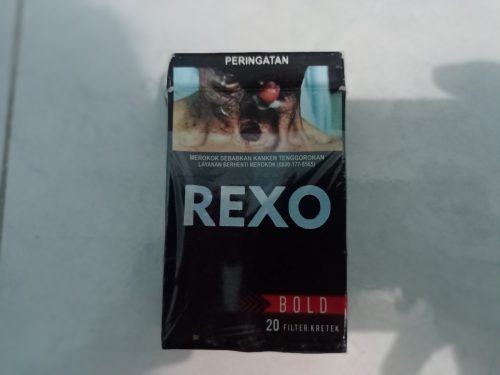 PERINGATAN
MEROKOK SEBABKAN KANKER TENGGOROKAN
LAYANAN BERHENTI MEROKOK (0800-177-6565)
REXO
BOLD
20 FILTER KRETEK